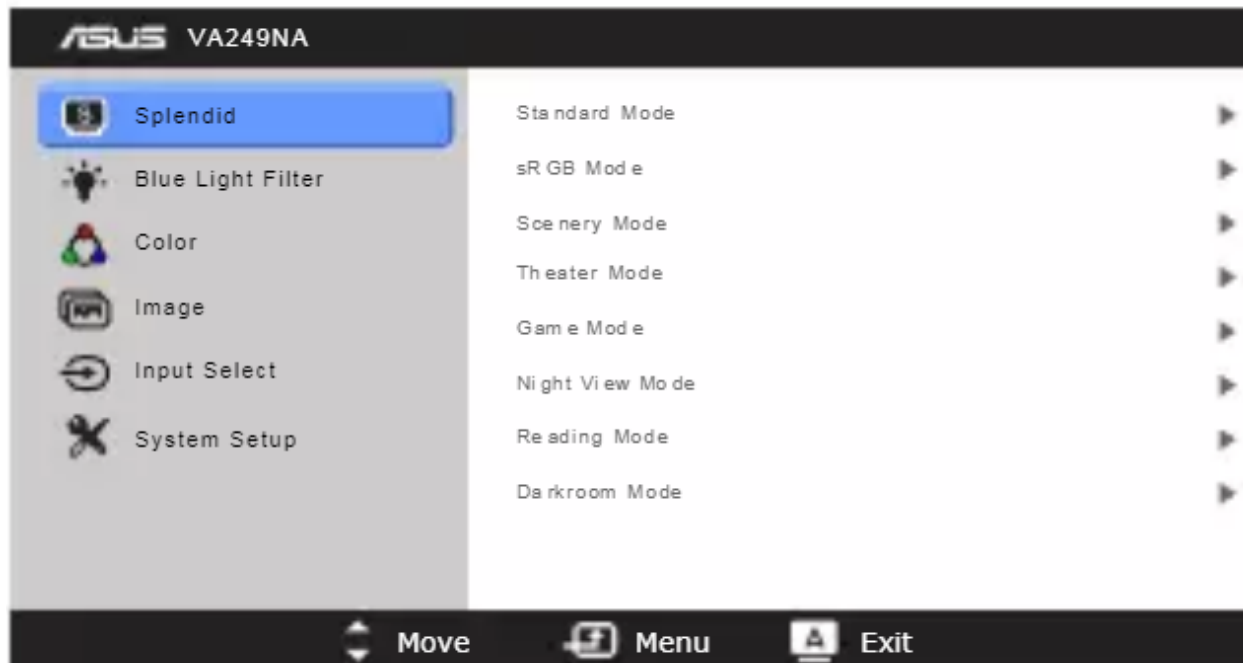 ASUS VA249NA
Splendid
Blue Light Filter
Color
Image
Input Select
System Setup
Standard Mode
sRGB Mode
Scenery Mode
Theater Mode
Game Mode
Night View Mode
Reading Mode
Darkroom Mode
Move Menu A Exit